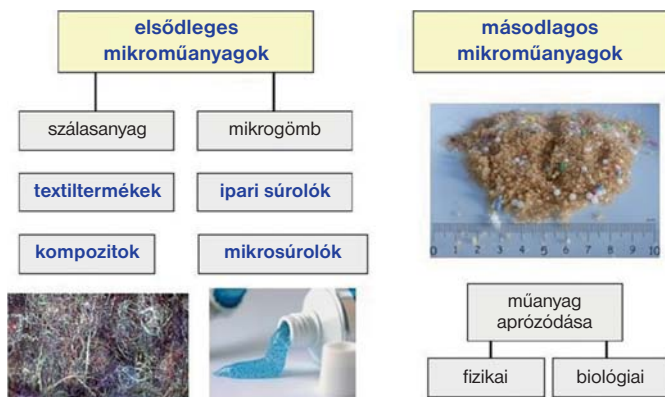 elsődleges
mikroműanyagok
szálasanyag
mikrogömb
textiltermékek
ipari súrolók
kompozitok
mikrosúrolók
másodlagos
mikroműanyagok
0 1 2 3 4 5 6 7 8 9 10
műanyag
aprózódása
fizikai
biológiai